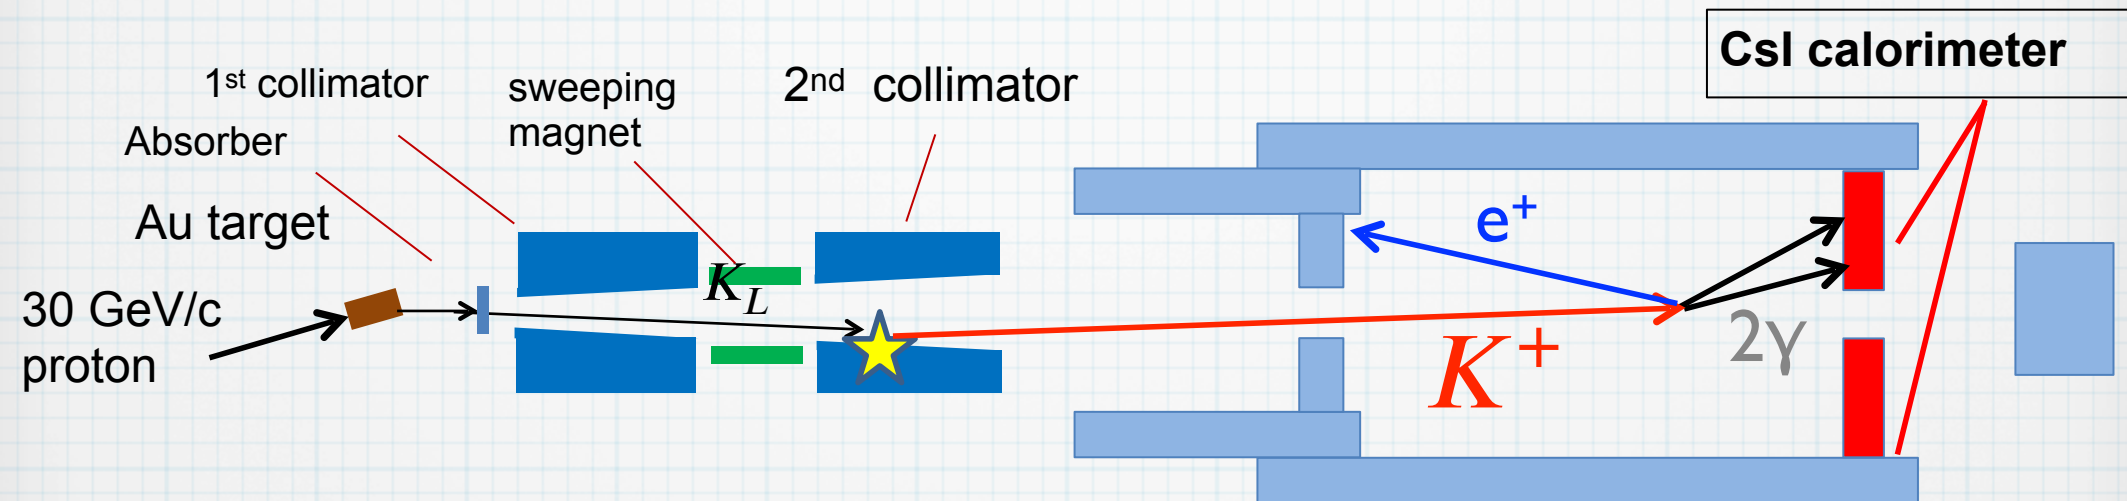 CsI calorimeter
1st collimator
sweeping
magnet
2nd collimator
Absorber
Au target
e+
30 GeV/c
proton
KL
K+
2γ